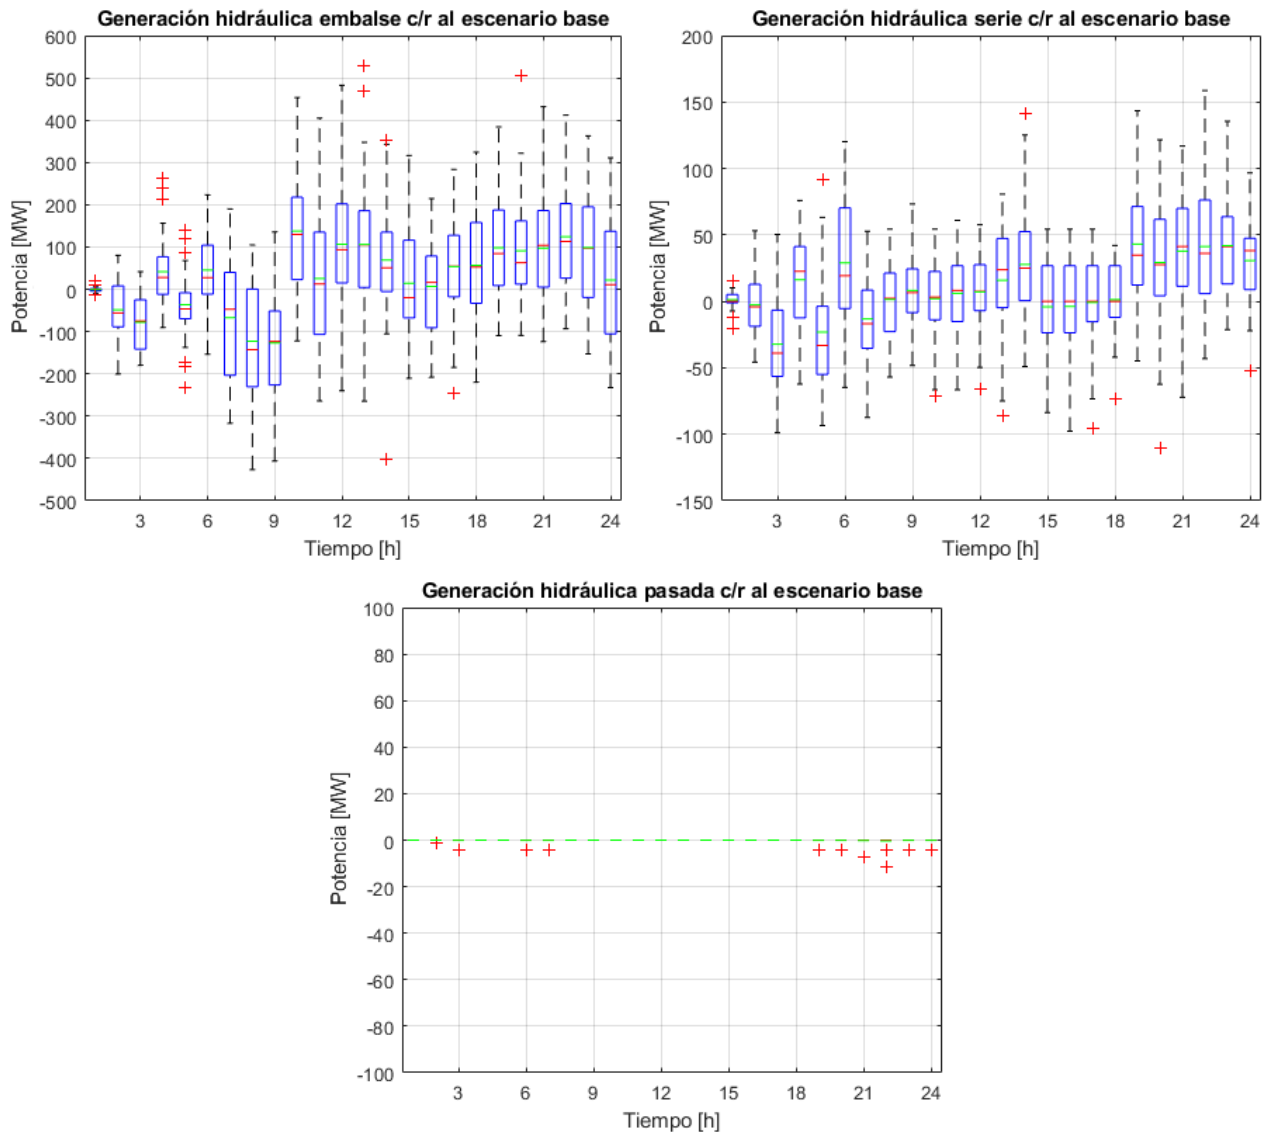 Generación hidráulica embalse c/r al escenario base
600
500
400
300
200
100
0
-100
-200
-300
-400
-500
Potencia [MW]
3 6 9 12 15 18 21 24
Tiempo [h]
Generación hidráulica serie c/r al escenario base
200
150
100
50
0
-50
-100
-150
Potencia [MW]
3 6 9 12 15 18 21 24
Tiempo [h]
Generación hidráulica pasada c/r al escenario base
100
80
60
40
20
0
-20
-40
-60
-80
-100
Potencia [MW]
3 6 9 12 15 18 21 24
Tiempo [h]